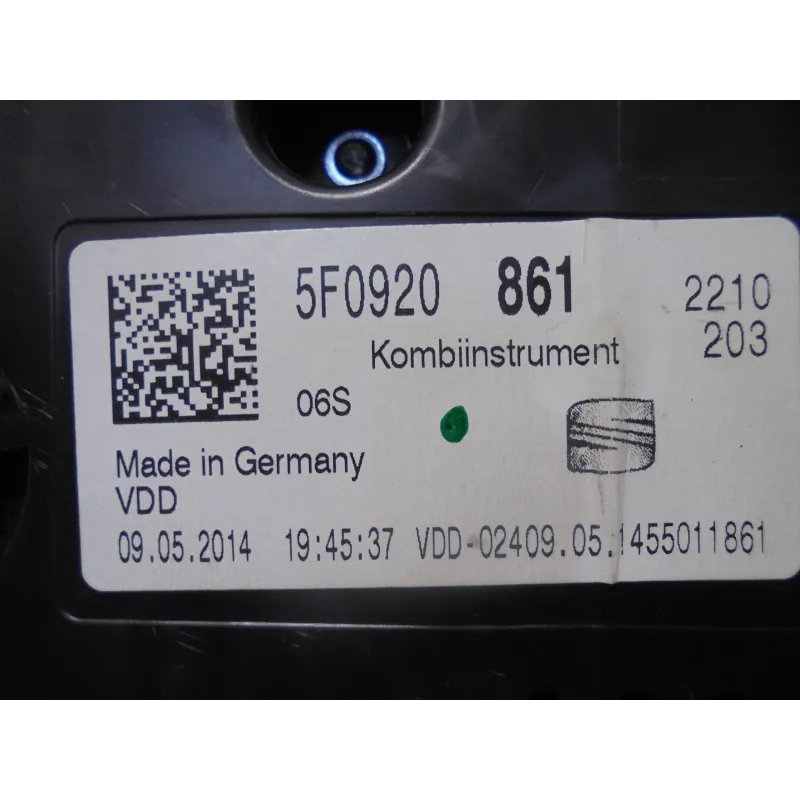 5F0920 861 2210
203
Kombiinstrument
06S
Made in Germany
VDD
09.05.2014 19:45:37 VDD-02409.05.1455011861